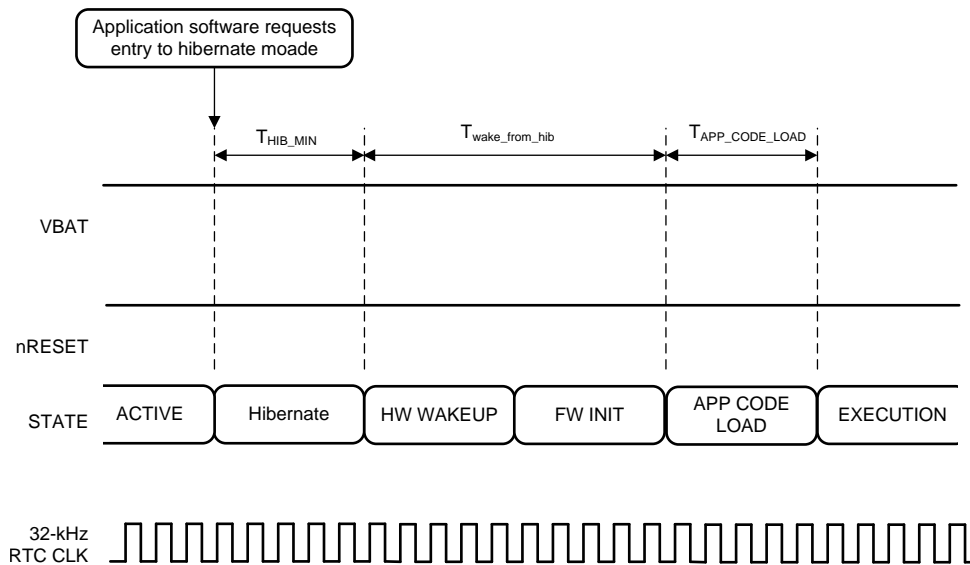 Application software requests
entry to hibernate moade
THIB_MIN
Twake_from_hib
TAPP_CODE_LOAD
VBAT
nRESET
STATE
ACTIVE
Hibernate
HW WAKEUP
FW INIT
APP CODE
LOAD
EXECUTION
32-kHz
RTC CLK